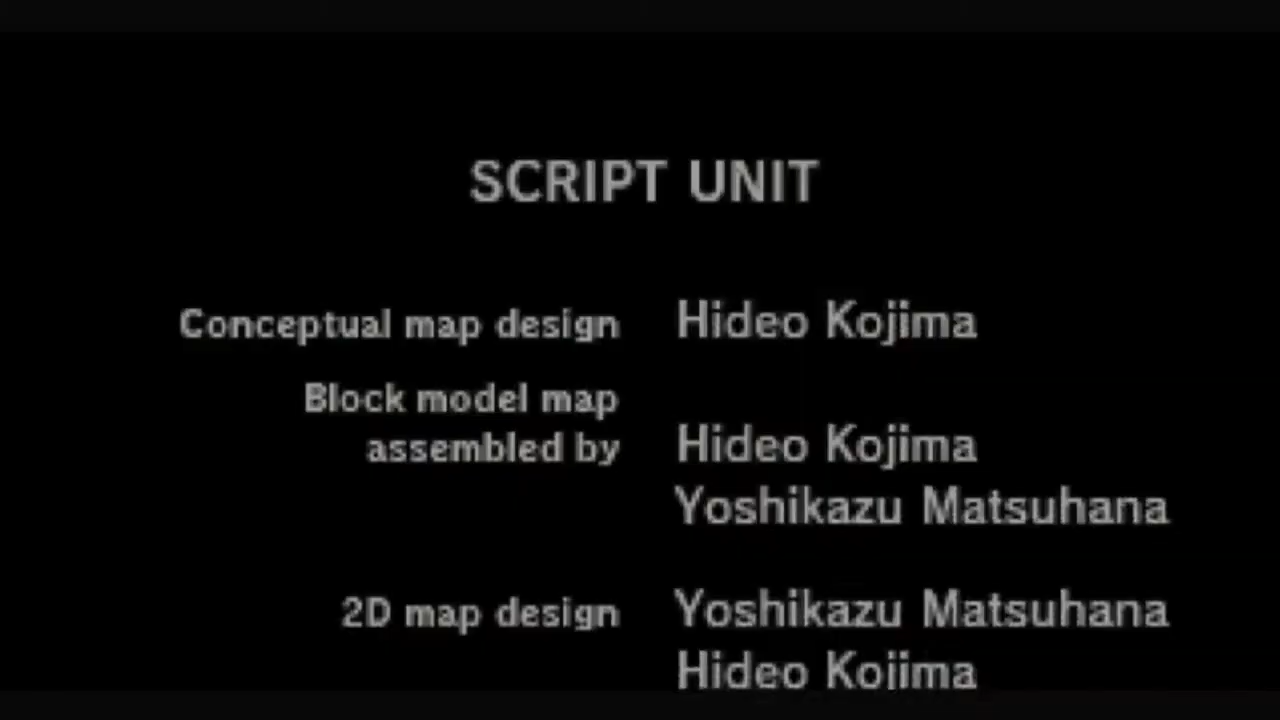 SCRIPT UNIT
Conceptual map design Hideo Kojima
Block model map
assembled by Hideo Kojima
Yoshikazu Matsuhana
2D map design Yoshikazu Matsuhana
Hideo Kojima